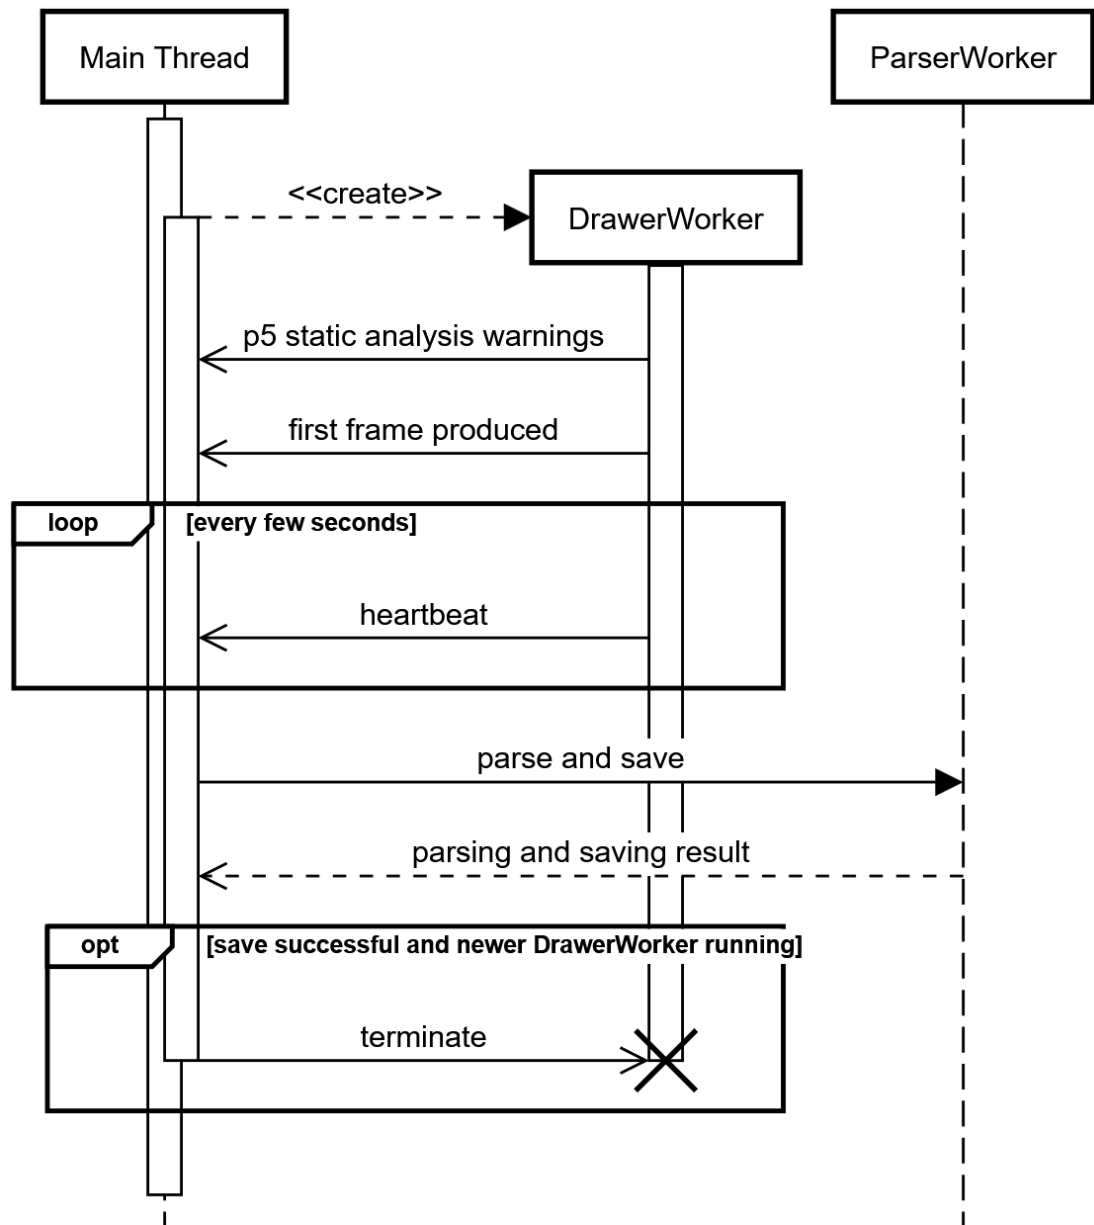 Main Thread
ParserWorker
<<create>>
DrawerWorker
p5 static analysis warnings
first frame produced
loop
[every few seconds]
heartbeat
parse and save
parsing and saving result
opt
[save successful and newer DrawerWorker running]
terminate